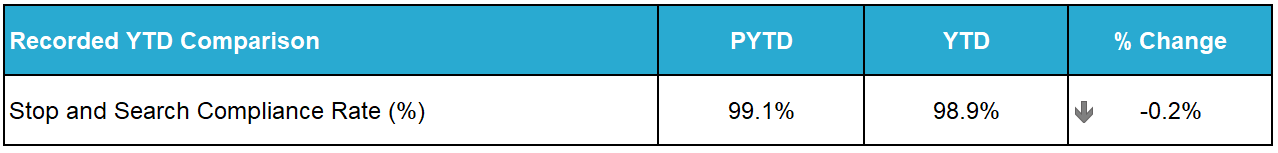 Recorded YTD Comparison PYTD YTD % Change
Stop and Search Compliance Rate (%) 99.1% 98.9% -0.2%